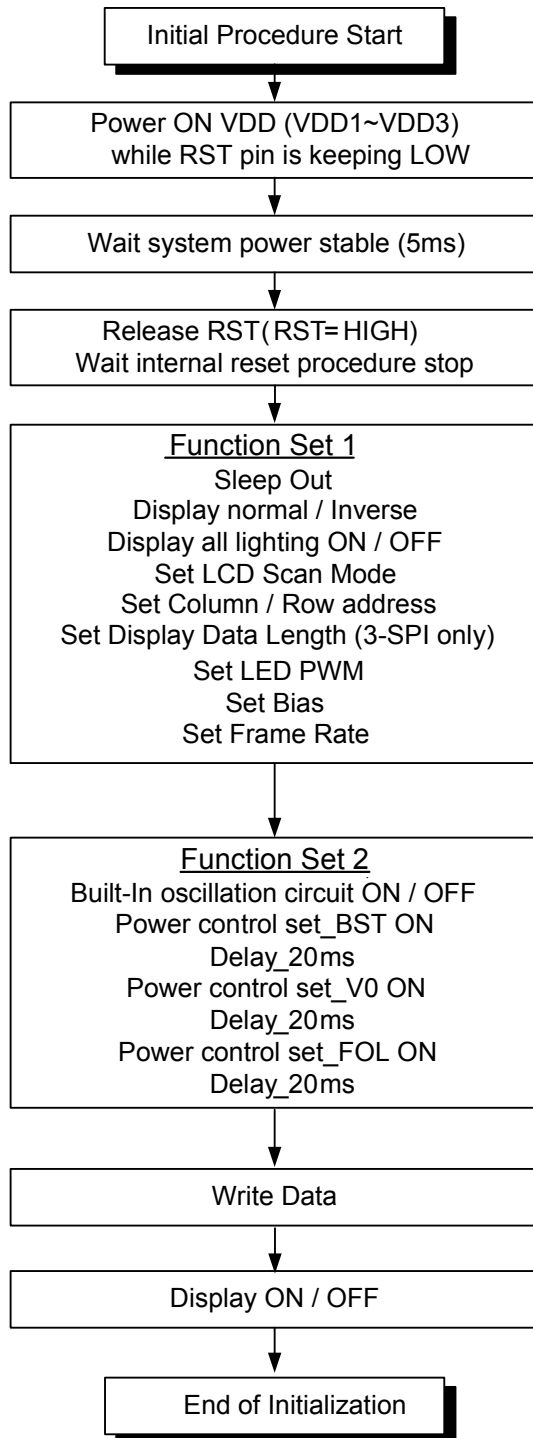 Initial Procedure Start
Power ON VDD (VDD1~VDD3)
while RST pin is keeping LOW
Wait system power stable (5ms)
Release RST(RST=HIGH)
Wait internal reset procedure stop
Function Set 1
Sleep Out
Display normal / Inverse
Display all lighting ON / OFF
Set LCD Scan Mode
Set Column / Row address
Set Display Data Length (3-SPI only)
Set LED PWM
Set Bias
Set Frame Rate
Function Set 2
Built-In oscillation circuit ON / OFF
Power control set_BST ON
Delay_20ms
Power control set_V0 ON
Delay_20ms
Power control set_FOL ON
Delay_20ms
Write Data
Display ON / OFF
End of Initialization